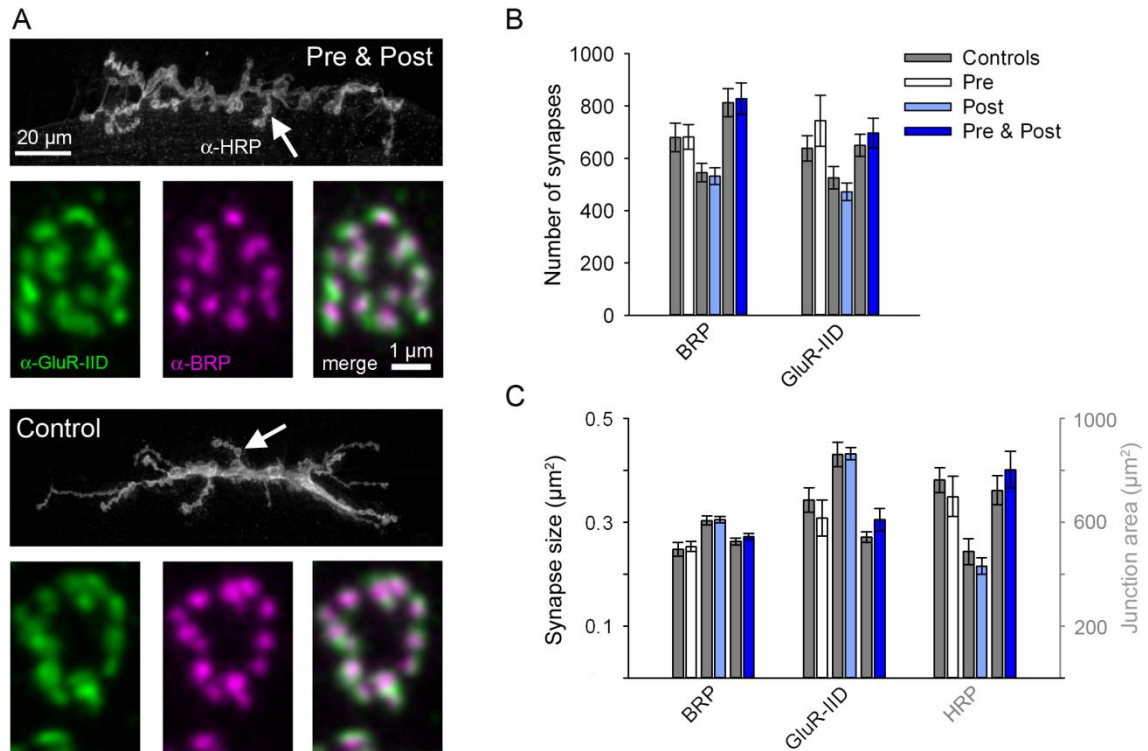 A
Pre & Post
20 µm
α-HRP
α-GluR-IID
α-BRP
merge
1 µm
Control
B
1000
800
600
400
200
0
Number of synapses
BRP
GluR-IID
Controls
Pre
Post
Pre & Post
C
0.5
0.3
0.1
Synapse size (µm²)
1000
800
600
200
Junction area (µm²)
BRP
GluR-IID
HRP